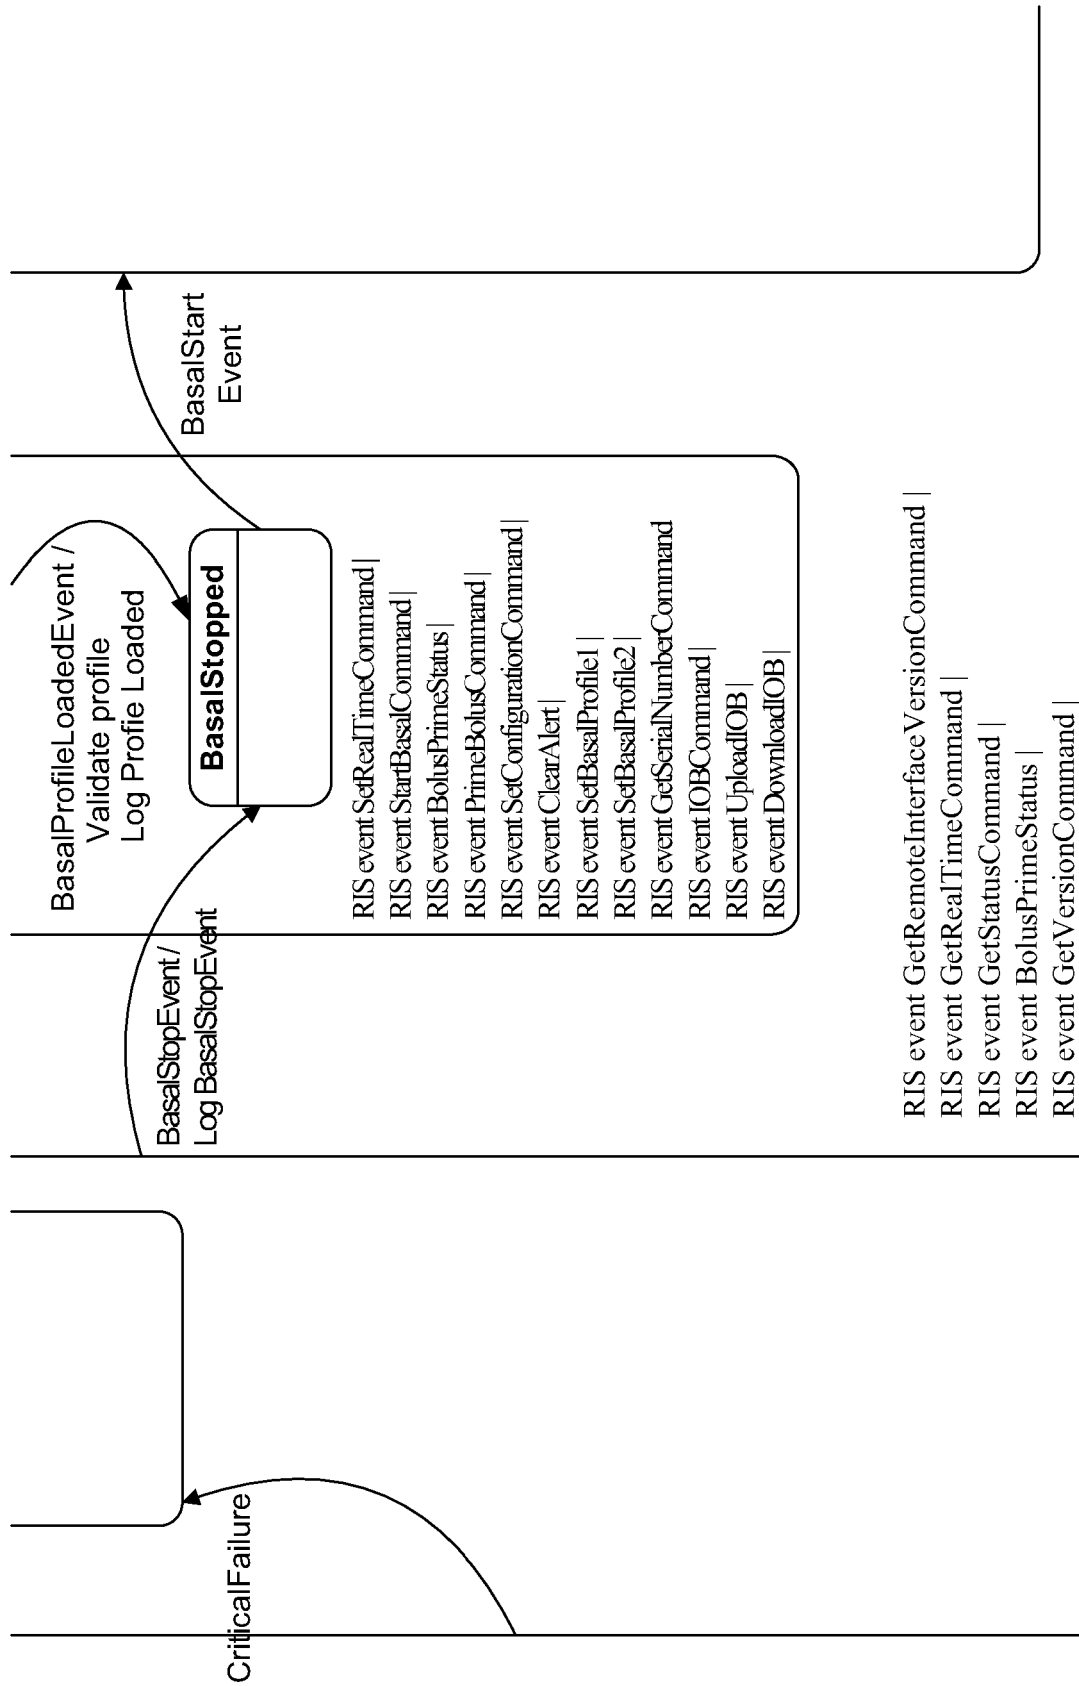 BasalProfileLoadedEvent /
Validate profile
Log Profie Loaded
BasalStart
Event
BasalStopped
BasalStopEvent /
Log BasalStopEvent
RIS event SetRealTimeCommand |
RIS event StartBasalCommand |
RIS event BolusPrimeStatus |
RIS event PrimeBolusCommand |
RIS event SetConfigurationCommand |
RIS event ClearAlert |
RIS event SetBasalProfile1 |
RIS event SetBasalProfile2 |
RIS event GetSerialNumberCommand
RIS event IOBCommand |
RIS event UploadIOB |
RIS event DownloadIOB |
CriticalFailure
RIS event GetRemoteInterfaceVersionCommand |
RIS event GetRealTimeCommand |
RIS event GetStatusCommand |
RIS event BolusPrimeStatus |
RIS event GetVersionCommand |